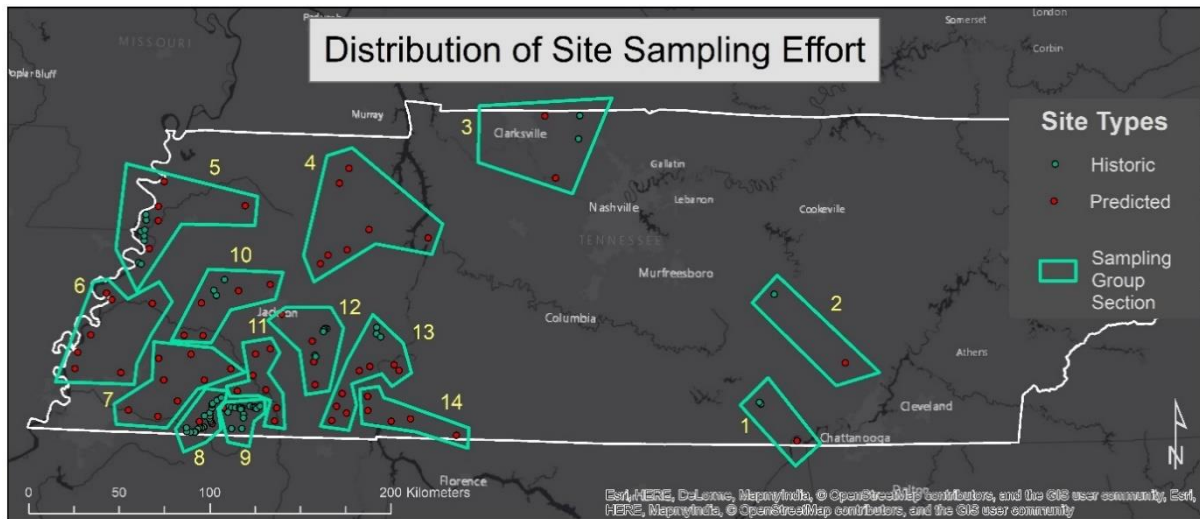 MISSOURI
Somerset
London
Poplar Bluff
Corbin
Distribution of Site Sampling Effort
Murray
Site Types
Historic
Predicted
Sampling
Group
Section
3
Clarksville
4
5
Gallatin
Nashville
Lebanon
Cookeville
TENNESSEE
Murfreesboro
10
6
Jackson
12
11
13
Columbia
2
Athens
7
14
Cleveland
1
Chattanooga
8
9
Florence
Dalton
N
0 50 100 200 Kilometers
Esri, HERE, DeLorme, MapmyIndia, © OpenStreetMap contributors, and the GIS user community, Esri,
HERE, MapmyIndia, © OpenStreetMap contributors, and the GIS user community